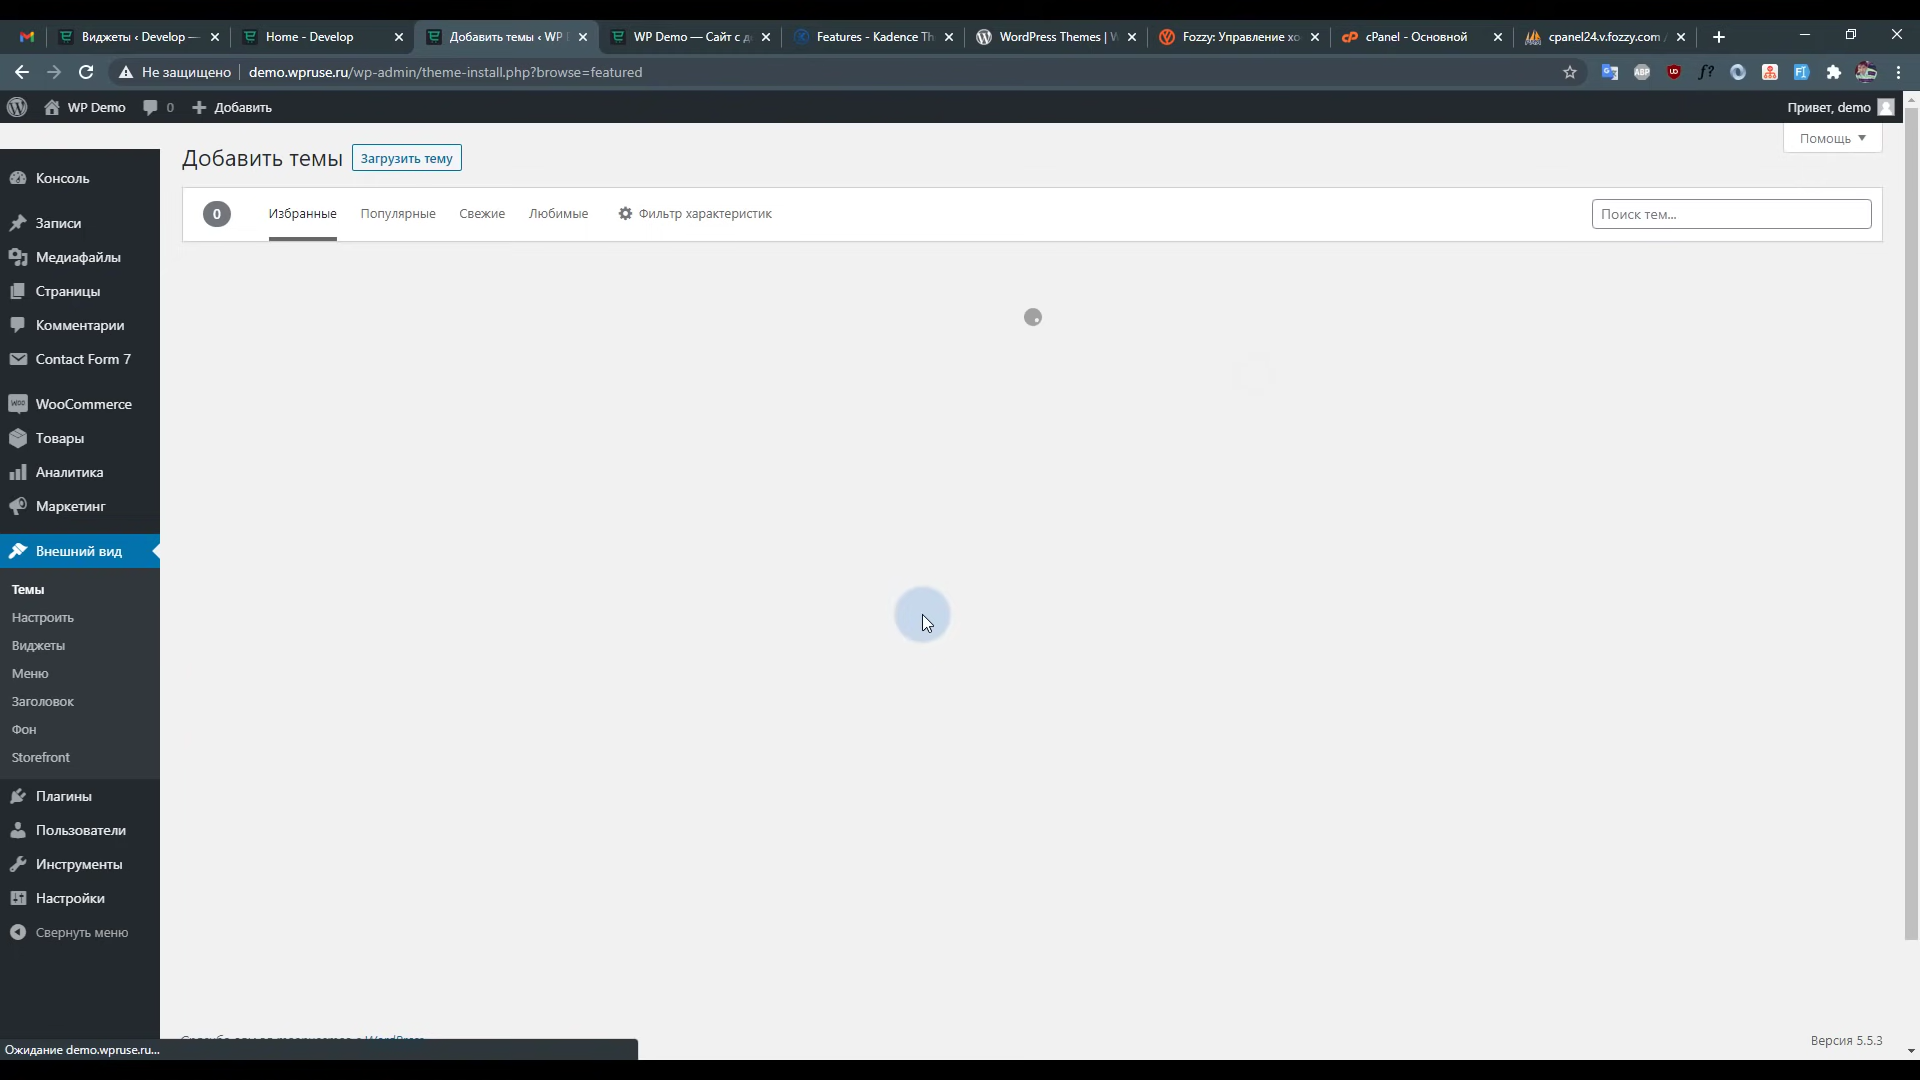 Виджеты ‹ Develop —
Home - Develop
Добавить темы ‹ WP
WP Demo — Сайт с д
Features - Kadence Th
WordPress Themes | W
Fozzy: Управление хо
cPanel - Основной
cpanel24.v.fozzy.com
Не защищено
demo.wpruse.ru/wp-admin/theme-install.php?browse=featured
WP Demo
0
Добавить
Привет, demo
Помощь
Добавить темы
Загрузить тему
0
Избранные
Популярные
Свежие
Любимые
Фильтр характеристик
Поиск тем...
Консоль
Записи
Медиафайлы
Страницы
Комментарии
Contact Form 7
WooCommerce
Товары
Аналитика
Маркетинг
Внешний вид
Темы
Настроить
Виджеты
Меню
Заголовок
Фон
Storefront
Плагины
Пользователи
Инструменты
Настройки
Свернуть меню
Ожидание demo.wpruse.ru...
Версия 5.5.3